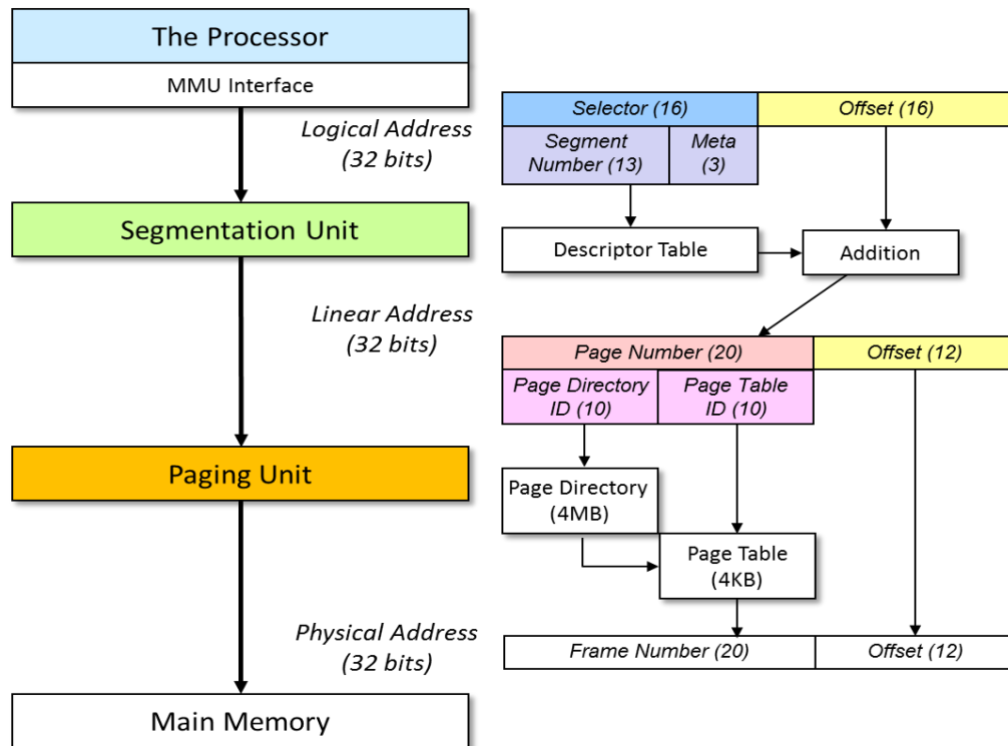 The Processor
MMU Interface
Logical Address
(32 bits)
Segmentation Unit
Linear Address
(32 bits)
Paging Unit
Physical Address
(32 bits)
Main Memory
Selector (16)
Offset (16)
Segment
Number (13)
Meta
(3)
Descriptor Table
Addition
Page Number (20)
Offset (12)
Page Directory
ID (10)
Page Table
ID (10)
Page Directory
(4MB)
Page Table
(4KB)
Frame Number (20)
Offset (12)